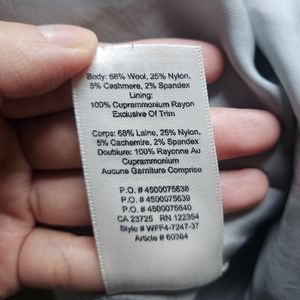 Body: 68% Wool, 25% Nylon,
5% Cashmere, 2% Spandex
Lining:
100% Cuprammonium Rayon
Exclusive Of Trim
Corps: 68% Laine, 25% Nylon,
5% Cachemire, 2% Spandex
Doublure: 100% Rayonne Au
Cuprammonium
Aucune Garniture Comprise
P.O. # 4500075638
P.O. # 4500075639
P.O. # 4500075640
CA 23725 RN 122354
Style # WFF4-7247-37
Article # 60364